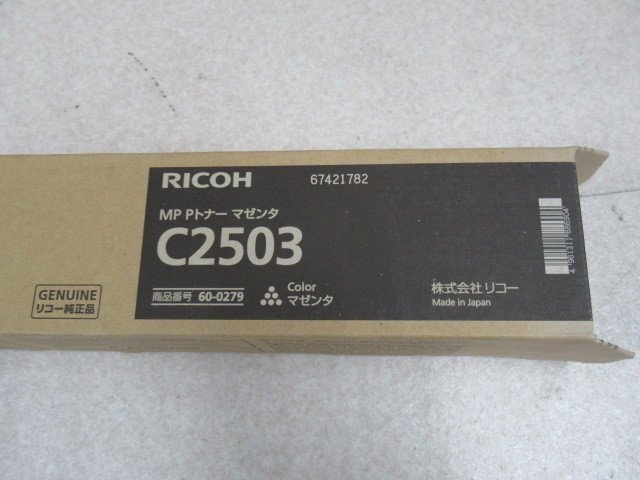 RICOH
67421782
MP Pトナー マゼンタ
C2503
商品番号 60-0279
Color
マゼンタ
株式会社リコー
Made in Japan
GENUINE
リコー純正品